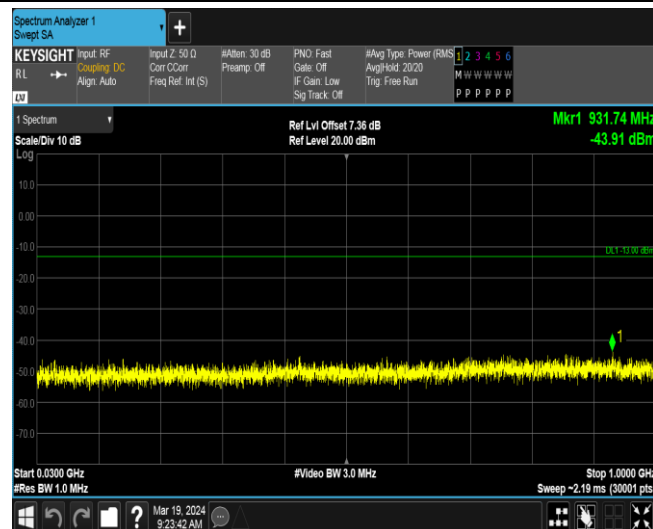 Spectrum Analyzer 1
Swept SA
+
KEYSIGHT
RL
LXI
Input: RF
Coupling: DC
Align: Auto
Input Z: 50 Ω
Corr CCorr
Freq Ref: Int (S)
#Atten: 30 dB
Preamp: Off
PNO: Fast
Gate: Off
IF Gain: Low
Sig Track: Off
#Avg Type: Power (RMS
Avg|Hold: 20/20
Trig: Free Run
1 2 3 4 5 6
M W W W W W
P P P P P P
1 Spectrum
Scale/Div 10 dB
Log
Ref Lvl Offset 7.36 dB
Ref Level 20.00 dBm
Mkr1 931.74 MHz
-43.91 dBm
10.0
0.00
-10.0
DL1 -13.00 dBm
-20.0
-30.0
-40.0
1
-50.0
-60.0
-70.0
Start 0.0300 GHz
#Res BW 1.0 MHz
#Video BW 3.0 MHz
Stop 1.0000 GHz
Sweep ~2.19 ms (30001 pts
?
Mar 19, 2024
9:23:42 AM